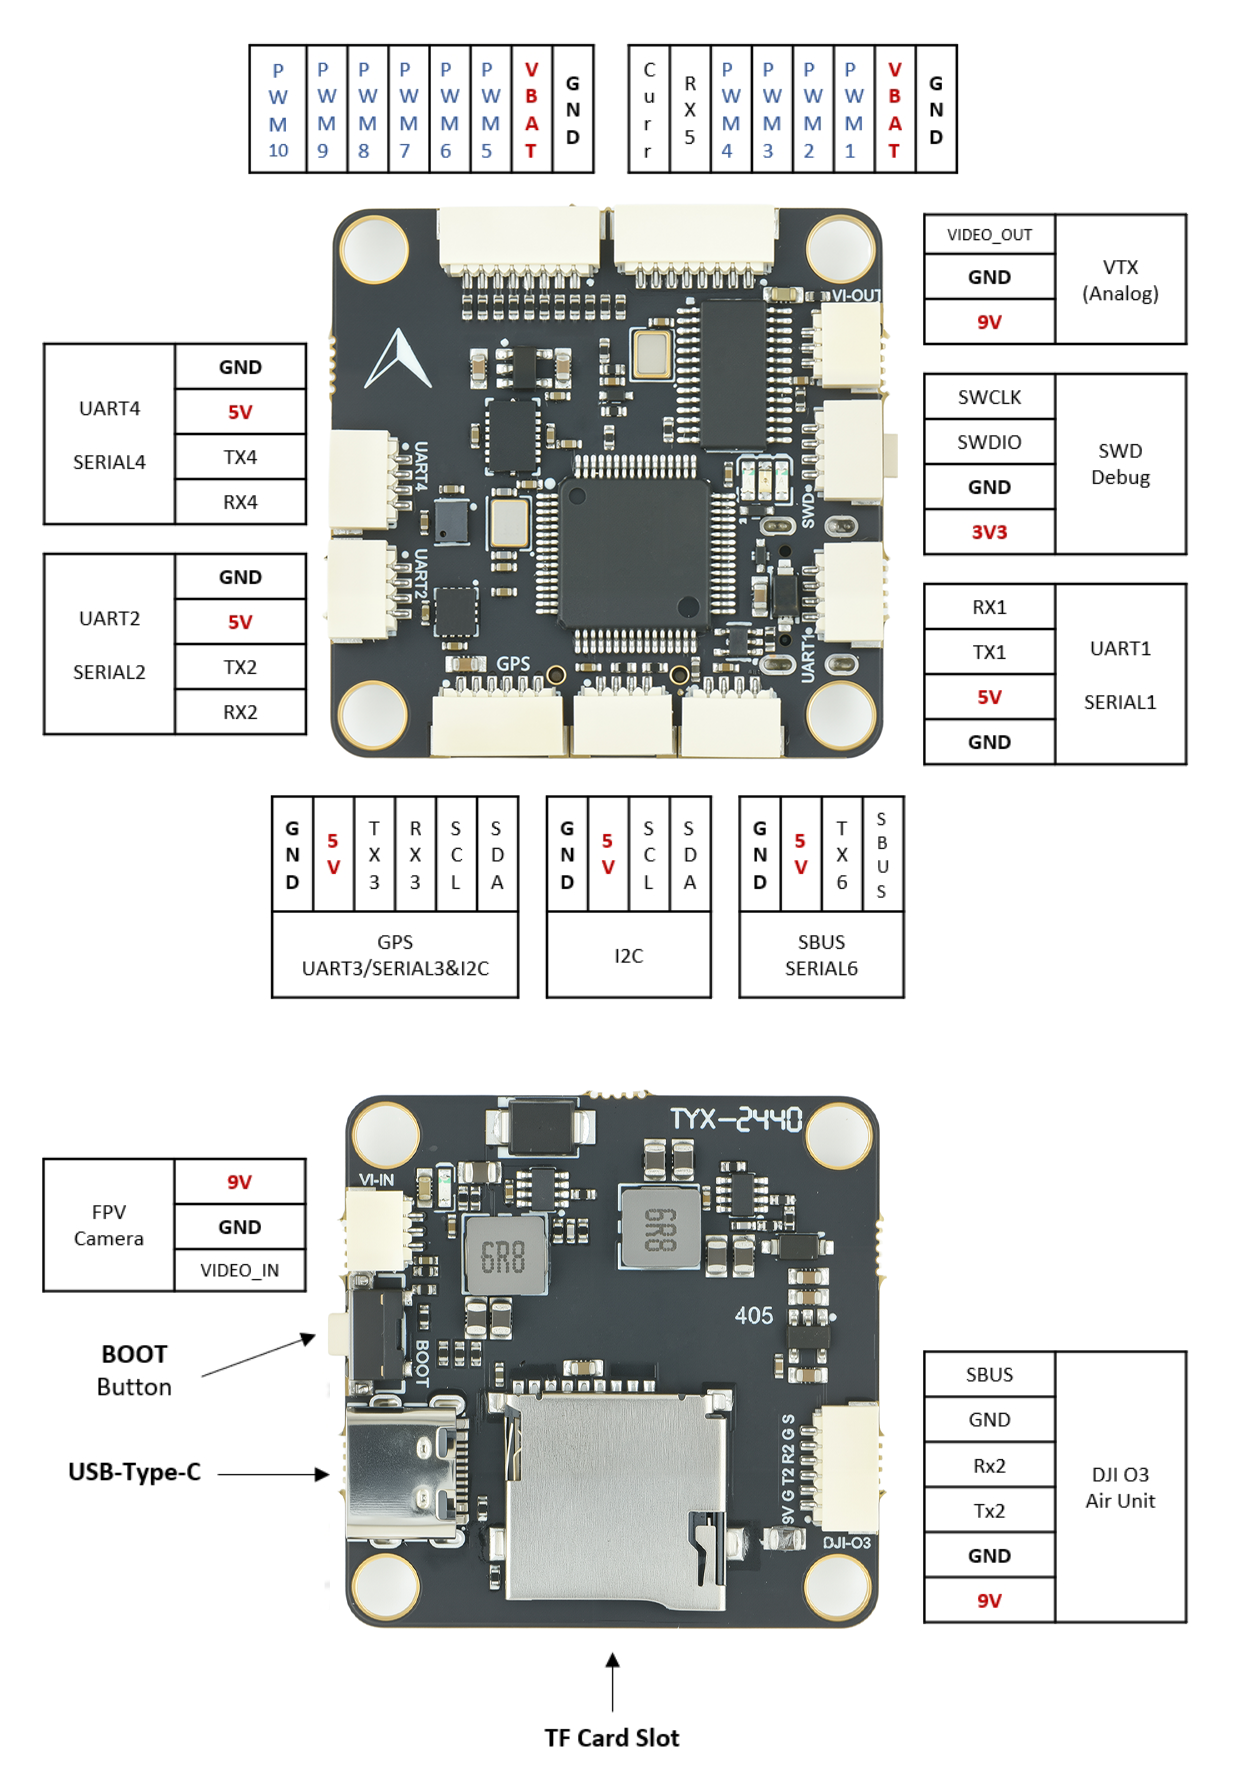 PWM10 PWM9 PWM8 PWM7 PWM6 PWM5 VBAT GND
Curr RX5 PWM4 PWM3 PWM2 PWM1 VBAT GND
VIDEO_OUT
GND
9V
VTX
(Analog)
VI-OUT
SWCLK
SWDIO
GND
3V3
SWD
Debug
SWD
UART4
SERIAL4
GND
5V
TX4
RX4
UART4
UART2
SERIAL2
GND
5V
TX2
RX2
UART2
RX1
TX1
5V
GND
UART1
SERIAL1
UART1
GPS
GND 5V TX3 RX3 SCL SDA
GPS
UART3/SERIAL3&I2C
GND 5V SCL SDA
I2C
GND 5V TX6 SBUS
SBUS
SERIAL6
TYX-2440
VI-IN
FPV
Camera
9V
GND
VIDEO_IN
6R8
6R8
405
BOOT
Button
BOOT
USB-Type-C
9V G T2 R2 G S
DJI-O3
SBUS
GND
Rx2
Tx2
GND
9V
DJI O3
Air Unit
TF Card Slot